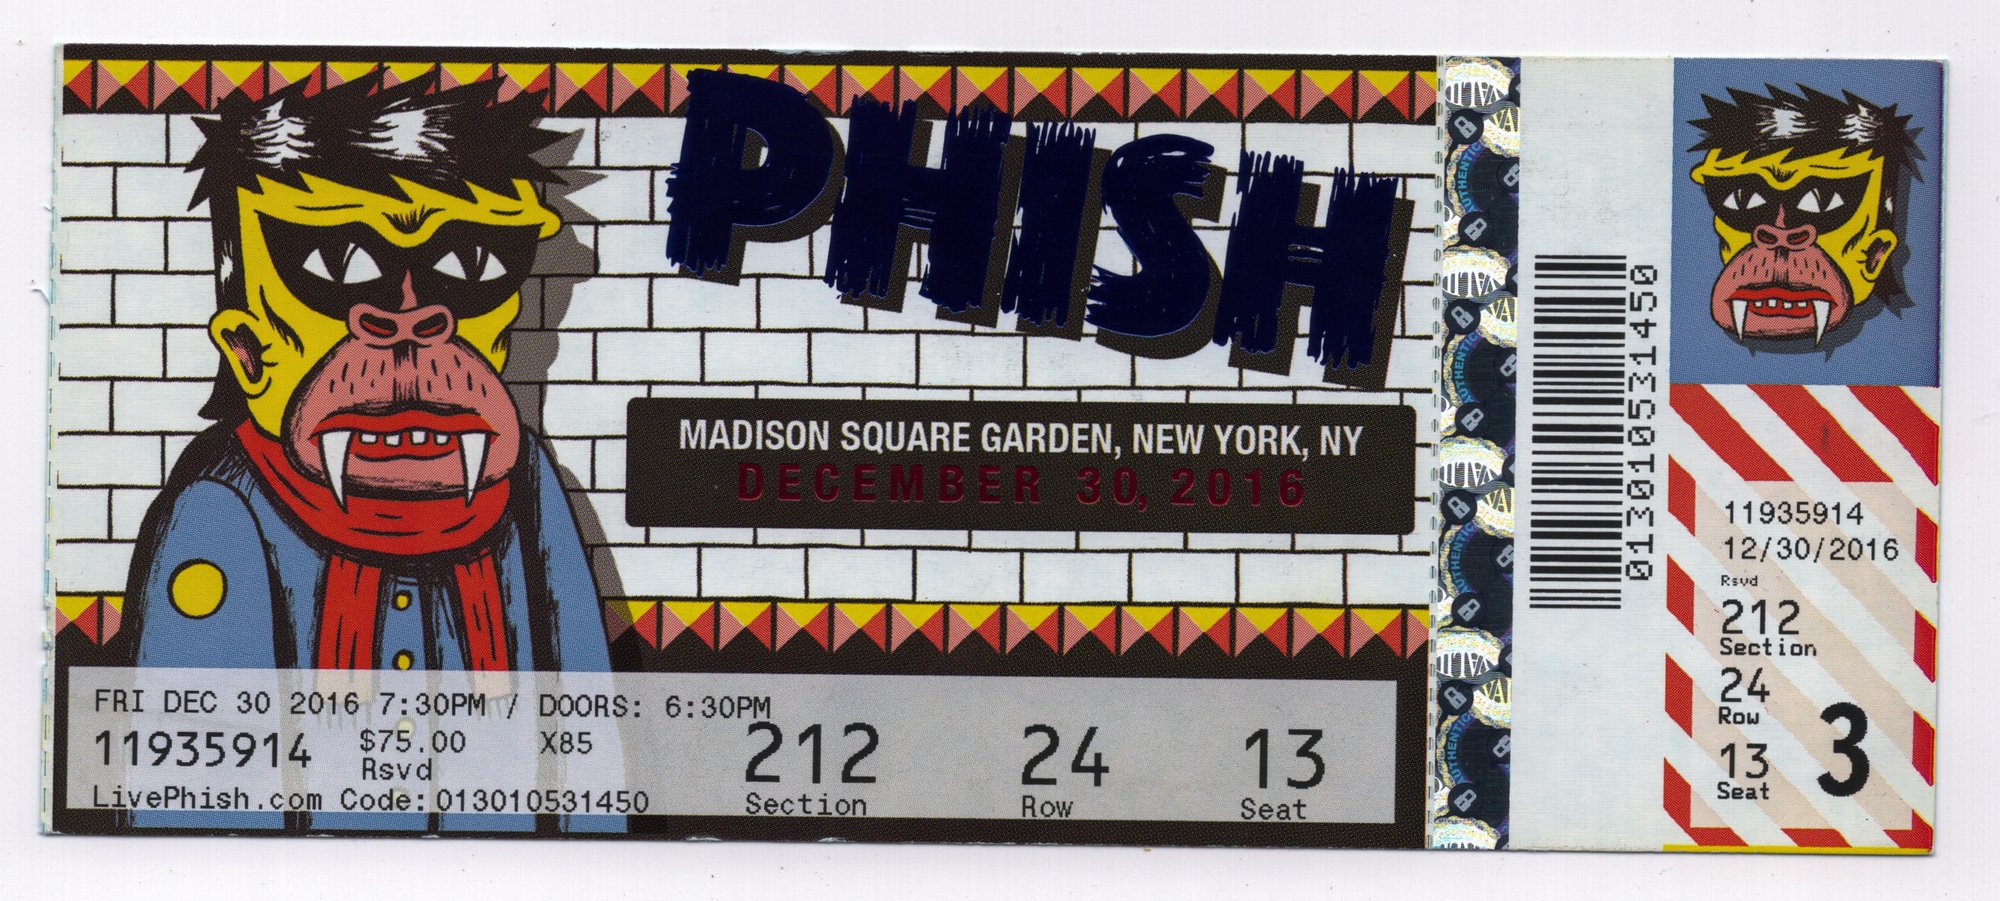 PHISH
MADISON SQUARE GARDEN, NEW YORK, NY
DECEMBER 30, 2016
FRI DEC 30 2016 7:30PM / DOORS: 6:30PM
11935914 $75.00 X85
Rsvd
LivePhish.com Code:013010531450
212 24 13
Section Row Seat
VALID
AUTHENTIC
013010531450
11935914
12/30/2016
Rsvd
212
Section
24
Row
13
Seat
3